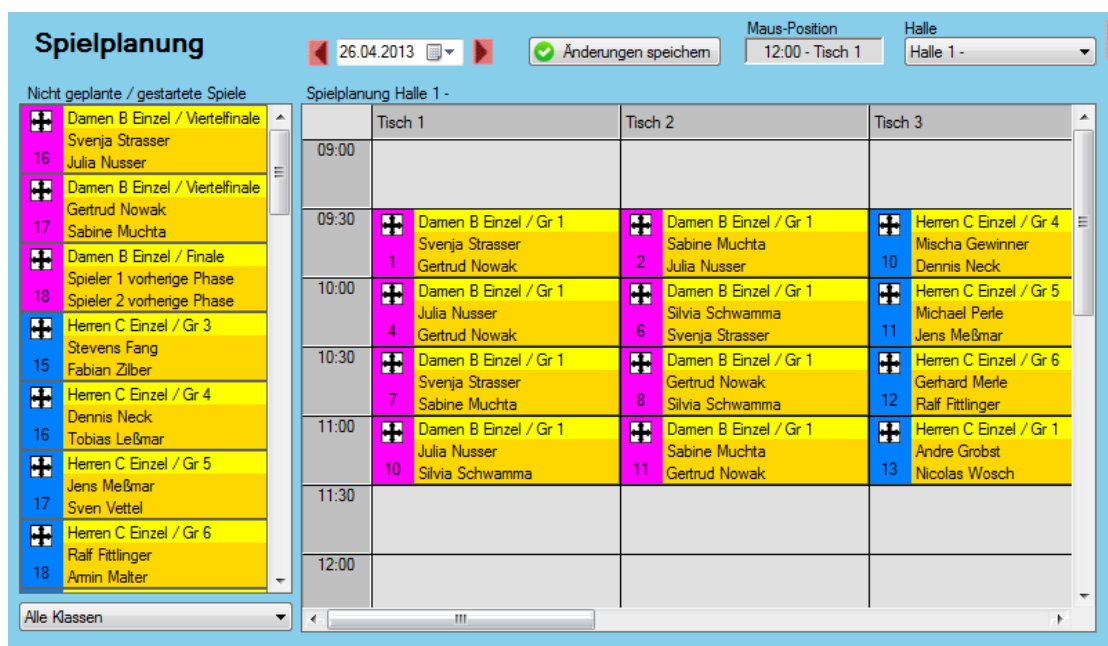 Spielplanung
26.04.2013
Änderungen speichern
Maus-Position
12:00 - Tisch 1
Halle
Halle 1 -
Nicht geplante / gestartete Spiele
Damen B Einzel / Viertelfinale
Svenja Strasser
16 Julia Nusser
Damen B Einzel / Viertelfinale
Gertrud Nowak
17 Sabine Muchta
Damen B Einzel / Finale
Spieler 1 vorherige Phase
18 Spieler 2 vorherige Phase
Herren C Einzel / Gr 3
Stevens Fang
15 Fabian Zilber
Herren C Einzel / Gr 4
Dennis Neck
16 Tobias Leßmar
Herren C Einzel / Gr 5
Jens Meßmar
17 Sven Vettel
Herren C Einzel / Gr 6
Ralf Fittlinger
18 Armin Malter
Alle Klassen
Spielplanung Halle 1 -
Tisch 1 Tisch 2 Tisch 3
09:00
09:30 Damen B Einzel / Gr 1 Damen B Einzel / Gr 1 Herren C Einzel / Gr 4
Svenja Strasser Sabine Muchta Mischa Gewinner
1 Gertrud Nowak 2 Julia Nusser 10 Dennis Neck
10:00 Damen B Einzel / Gr 1 Damen B Einzel / Gr 1 Herren C Einzel / Gr 5
Julia Nusser Silvia Schwamma Michael Perle
4 Gertrud Nowak 6 Svenja Strasser 11 Jens Meßmar
10:30 Damen B Einzel / Gr 1 Damen B Einzel / Gr 1 Herren C Einzel / Gr 6
Svenja Strasser Gertrud Nowak Gerhard Merle
7 Sabine Muchta 8 Silvia Schwamma 12 Ralf Fittlinger
11:00 Damen B Einzel / Gr 1 Damen B Einzel / Gr 1 Herren C Einzel / Gr 1
Julia Nusser Sabine Muchta Andre Grobst
10 Silvia Schwamma 11 Gertrud Nowak 13 Nicolas Wosch
11:30
12:00